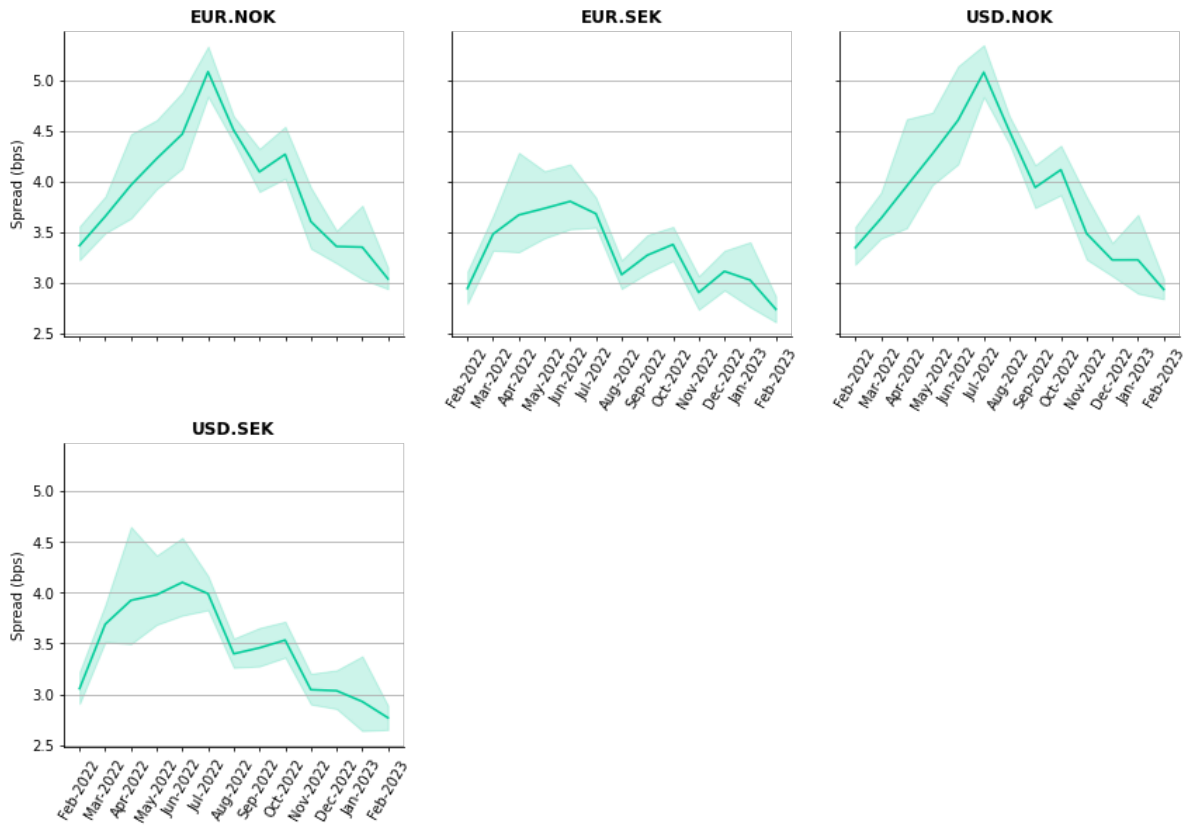 EUR.NOK
EUR.SEK
USD.NOK
Spread (bps)
5.0
4.5
4.0
3.5
3.0
2.5
Feb-2022
Mar-2022
Apr-2022
May-2022
Jun-2022
Jul-2022
Aug-2022
Sep-2022
Oct-2022
Nov-2022
Dec-2022
Jan-2023
Feb-2023
Feb-2022
Mar-2022
Apr-2022
May-2022
Jun-2022
Jul-2022
Aug-2022
Sep-2022
Oct-2022
Nov-2022
Dec-2022
Jan-2023
Feb-2023
USD.SEK
Spread (bps)
5.0
4.5
4.0
3.5
3.0
2.5
Feb-2022
Mar-2022
Apr-2022
May-2022
Jun-2022
Jul-2022
Aug-2022
Sep-2022
Oct-2022
Nov-2022
Dec-2022
Jan-2023
Feb-2023